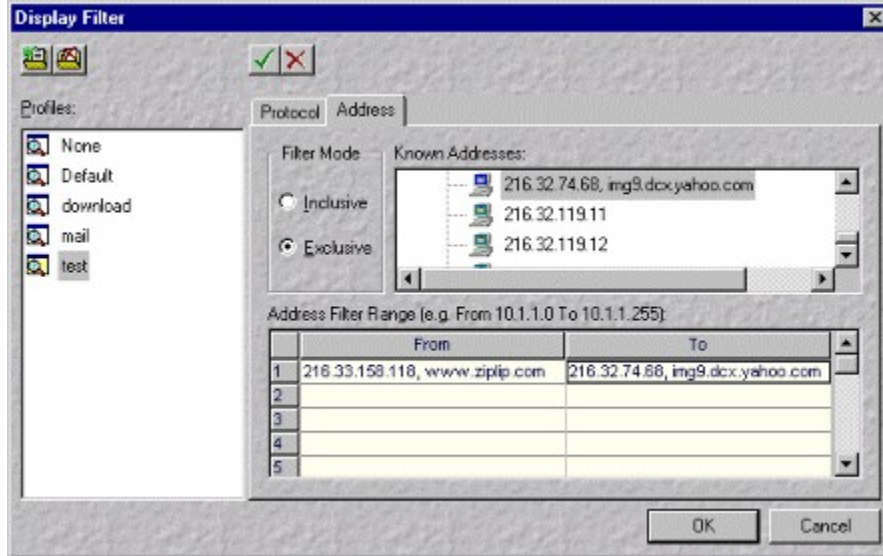 Display Filter
Profiles:
None
Default
download
mail
test
Protocol
Address
Filter Mode
Inclusive
Exclusive
Known Addresses:
216.32.74.68, img9.dcx.yahoo.com
216.32.119.11
216.32.119.12
Address Filter Range (e.g. From 10.1.1.0 To 10.1.1.255):
From To
1 216.33.158.118, www.ziplip.com 216.32.74.68, img9.dcx.yahoo.com
2
3
4
5
OK
Cancel